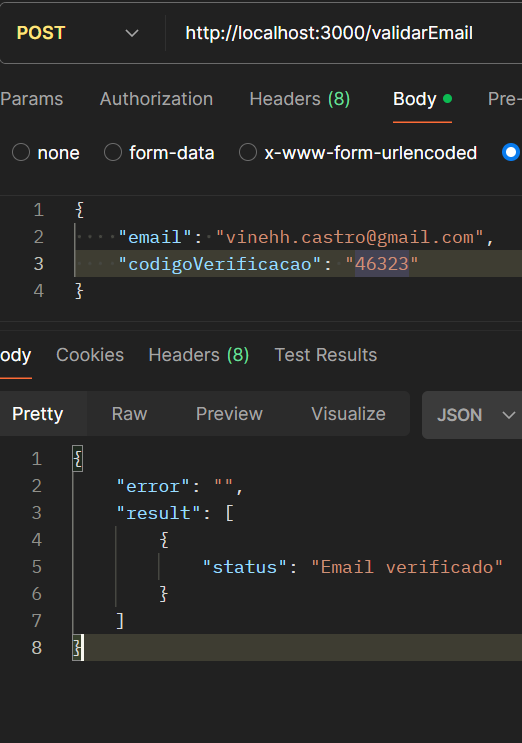 POST http://localhost:3000/validarEmail
Params Authorization Headers (8) Body Pre-
none form-data x-www-form-urlencoded
1 {
2 "email": "vinehh.castro@gmail.com",
3 "codigoVerificacao": "46323"
4 }
ody Cookies Headers (8) Test Results
Pretty Raw Preview Visualize JSON
1 {
2 "error": "",
3 "result": [
4 {
5 "status": "Email verificado"
6 }
7 ]
8 }